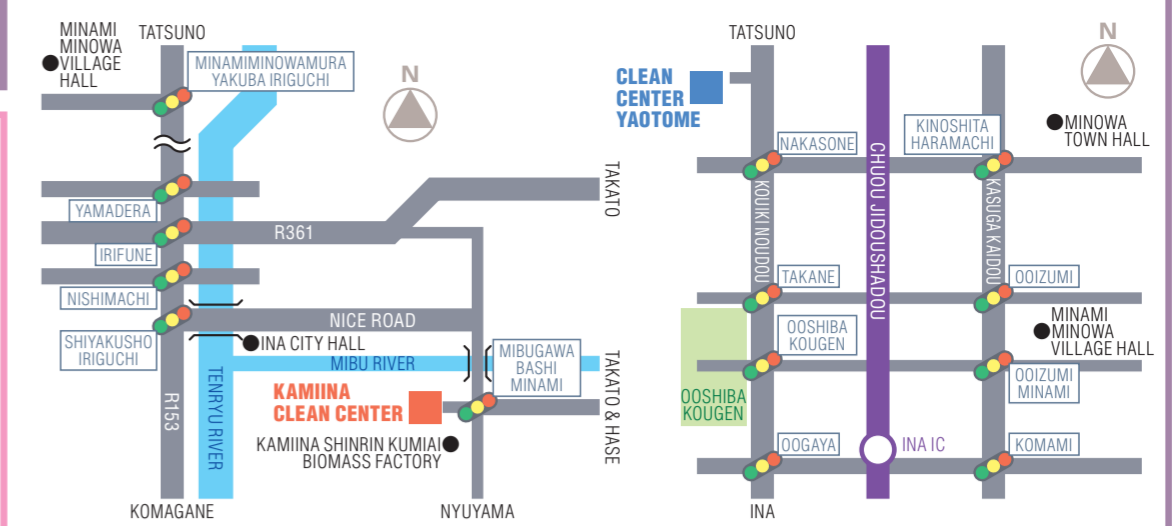 MINAMI
MINOWA
VILLAGE
HALL
TATSUNO
MINAMIMINOWAMURA
YAKUBA IRIGUCHI
N
YAMADERA
R361
TAKATO
IRIFUNE
NISHIMACHI
NICE ROAD
SHIYAKUSHO
IRIGUCHI
INA CITY HALL
MIBU RIVER
MIBUGAWA
BASHI
MINAMI
R153
TENRYU RIVER
KAMIINA
CLEAN CENTER
TAKATO & HASE
KAMIINA SHINRIN KUMIAI
BIOMASS FACTORY
KOMAGANE
NYUYAMA
TATSUNO
N
CLEAN
CENTER
YAOTOME
NAKASONE
KINOSHITA
HARAMACHI
MINOWA
TOWN HALL
KOUIKI NOUDOU
CHUOU JIDOUSHADOU
KASUGA KAIDOU
TAKANE
OOIZUMI
OOSHIBA
KOUGEN
MINAMI
MINOWA
VILLAGE HALL
OOIZUMI
MINAMI
OOSHIBA
KOUGEN
OOGAYA
INA IC
KOMAMI
INA